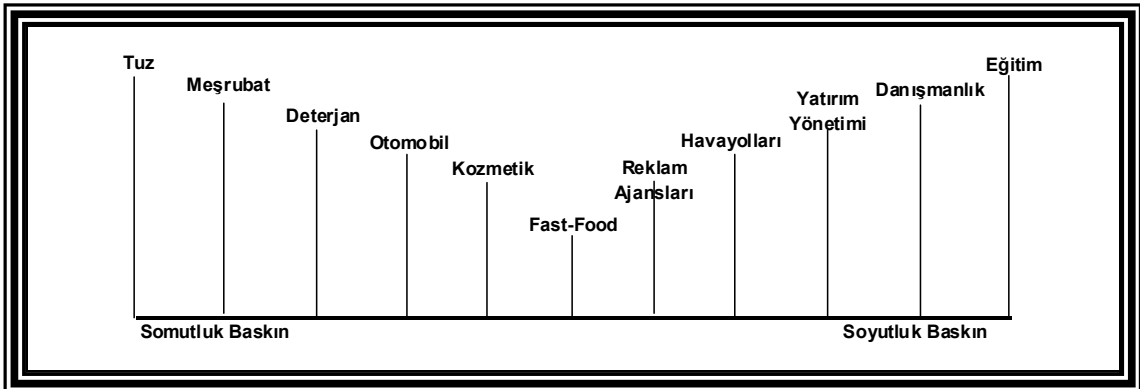 Tuz
Meşrubat
Deterjan
Otomobil
Kozmetik
Fast-Food
Reklam
Ajansları
Havayolları
Yatırım
Yönetimi
Danışmanlık
Eğitim
Somutluk Baskın
Soyutluk Baskın